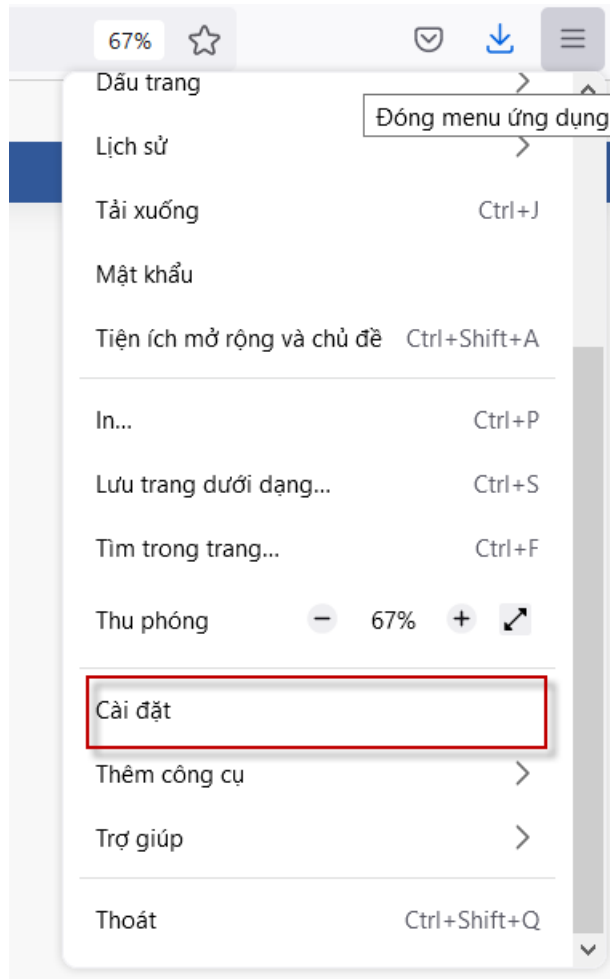 67%
Dấu trang
Đóng menu ứng dụng
Lịch sử
Tải xuống Ctrl+J
Mật khẩu
Tiện ích mở rộng và chủ đề Ctrl+Shift+A
In... Ctrl+P
Lưu trang dưới dạng... Ctrl+S
Tìm trong trang... Ctrl+F
Thu phóng − 67% +
Cài đặt
Thêm công cụ
Trợ giúp
Thoát Ctrl+Shift+Q